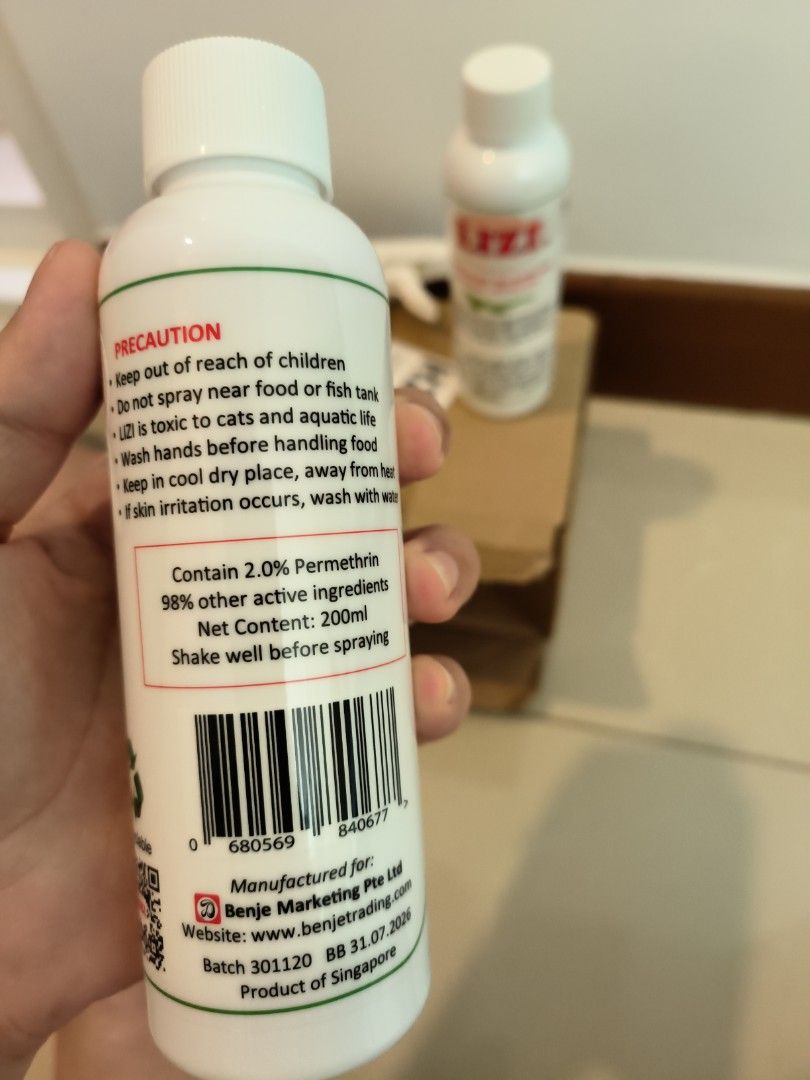 PRECAUTION
• Keep out of reach of children
• Do not spray near food or fish tank
• LiZI is toxic to cats and aquatic life
• Wash hands before handling food
• Keep in cool dry place, away from heat
• If skin irritation occurs, wash with water
Contain 2.0% Permethrin
98% other active ingredients
Net Content: 200ml
Shake well before spraying
0 680569 840677 7
Manufactured for:
Benje Marketing Pte Ltd
Website: www.benjetrading.com
Batch 301120 BB 31.07.2026
Product of Singapore
LIZI